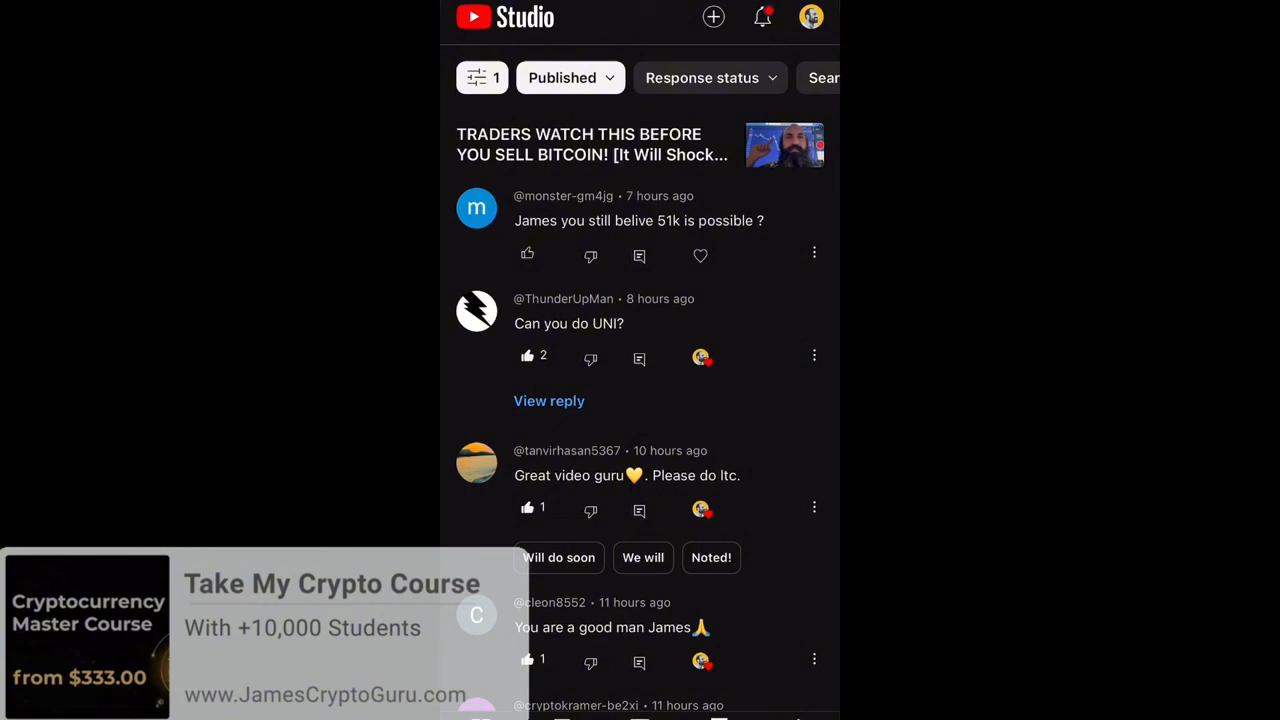 Studio
1
Published
Response status
Sear
TRADERS WATCH THIS BEFORE
YOU SELL BITCOIN! [It Will Shock...
@monster-gm4jg • 7 hours ago
m
James you still belive 51k is possible ?
@ThunderUpMan • 8 hours ago
Can you do UNI?
2
View reply
@tanvirhasan5367 • 10 hours ago
Great video guru💛. Please do ltc.
1
Will do soon
We will
Noted!
@cleon8552 • 11 hours ago
C
You are a good man James🙏
1
@cryptokramer-be2xi • 11 hours ago
Cryptocurrency
Master Course
from $333.00
Take My Crypto Course
With +10,000 Students
www.JamesCryptoGuru.com